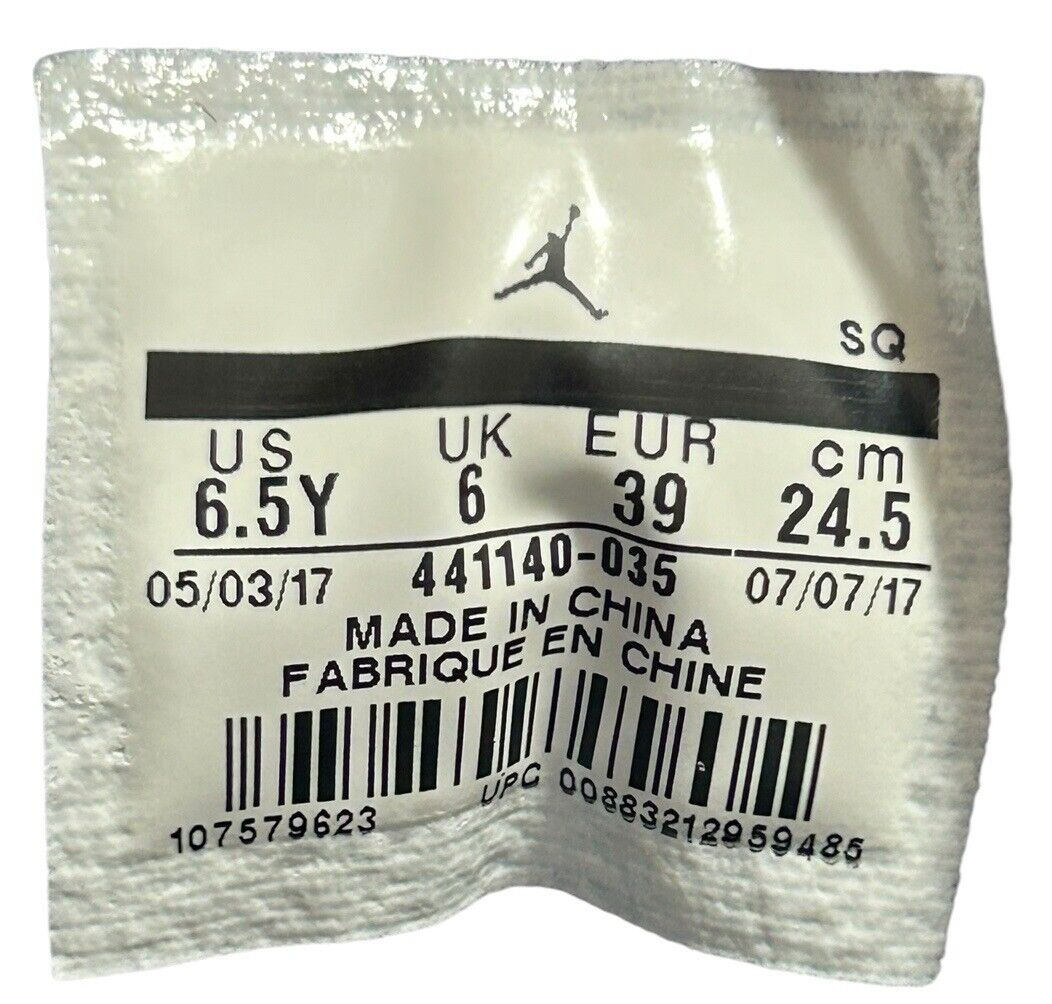 SQ
US UK EUR cm
6.5Y 6 39 24.5
05/03/17 441140-035 07/07/17
MADE IN CHINA
FABRIQUE EN CHINE
107579623 UPC 00883212959485